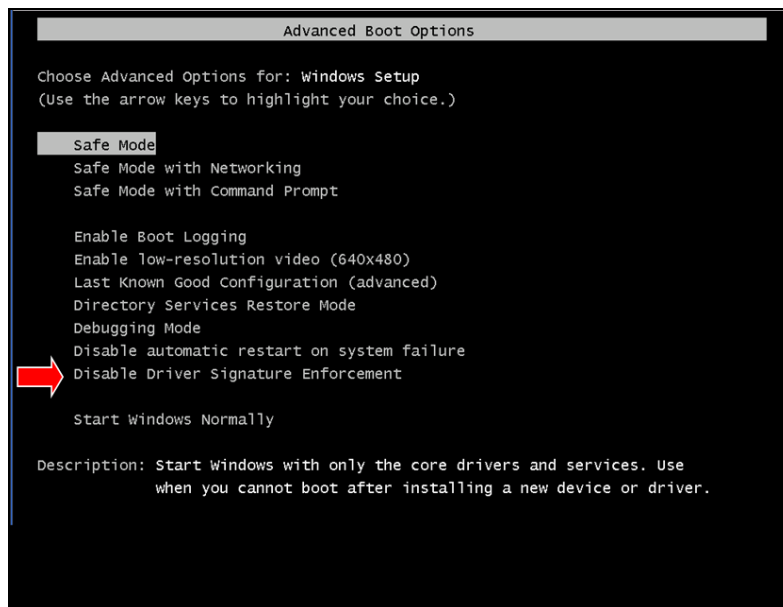 Advanced Boot Options
Choose Advanced Options for: Windows Setup
(Use the arrow keys to highlight your choice.)
Safe Mode
Safe Mode with Networking
Safe Mode with Command Prompt
Enable Boot Logging
Enable low-resolution video (640x480)
Last Known Good Configuration (advanced)
Directory Services Restore Mode
Debugging Mode
Disable automatic restart on system failure
Disable Driver Signature Enforcement
Start Windows Normally
Description: Start Windows with only the core drivers and services. Use
when you cannot boot after installing a new device or driver.